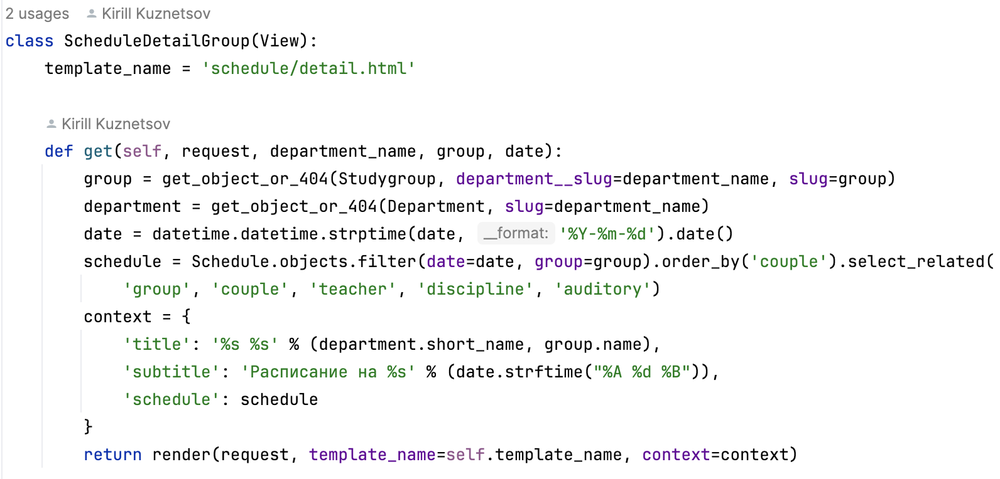 2 usages Kirill Kuznetsov
class ScheduleDetailGroup(View):
    template_name = 'schedule/detail.html'
    Kirill Kuznetsov
    def get(self, request, department_name, group, date):
        group = get_object_or_404(Studygroup, department__slug=department_name, slug=group)
        department = get_object_or_404(Department, slug=department_name)
        date = datetime.datetime.strptime(date, __format: '%Y-%m-%d').date()
        schedule = Schedule.objects.filter(date=date, group=group).order_by('couple').select_related(
            'group', 'couple', 'teacher', 'discipline', 'auditory')
        context = {
            'title': '%s %s' % (department.short_name, group.name),
            'subtitle': 'Расписание на %s' % (date.strftime("%A %d %B")),
            'schedule': schedule
        }
        return render(request, template_name=self.template_name, context=context)